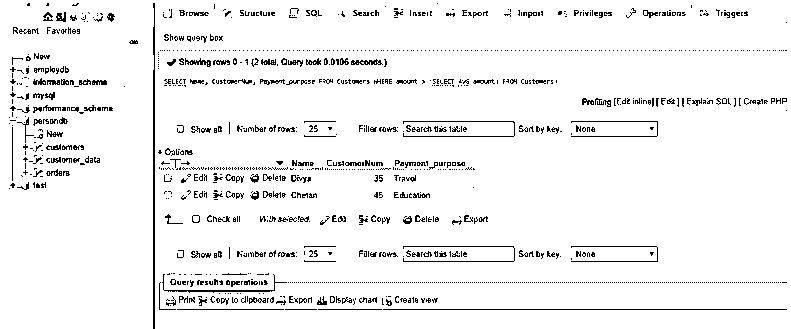 Recent Favorites
New
employdb
information_schema
mysql
performance_schema
persondb
New
customers
customer_data
orders
test
Browse Structure SQL Search Insert Export Import Privileges Operations Triggers
Show query box
Showing rows 0 - 1 (2 total, Query took 0.0106 seconds.)
SELECT Name, CustomerNum, Payment_purpose FROM Customers WHERE amount > (SELECT AVG(amount) FROM Customers)
Profiling [Edit inline] [ Edit ] [ Explain SQL ] [ Create PHP
Show all Number of rows: 25 Filter rows: Search this table Sort by key: None
+ Options
Name CustomerNum Payment_purpose
Edit Copy Delete Divya 35 Travel
Edit Copy Delete Chetan 45 Education
Check all With selected: Edit Copy Delete Export
Show all Number of rows: 25 Filter rows: Search this table Sort by key: None
Query results operations
Print Copy to clipboard Export Display chart Create view